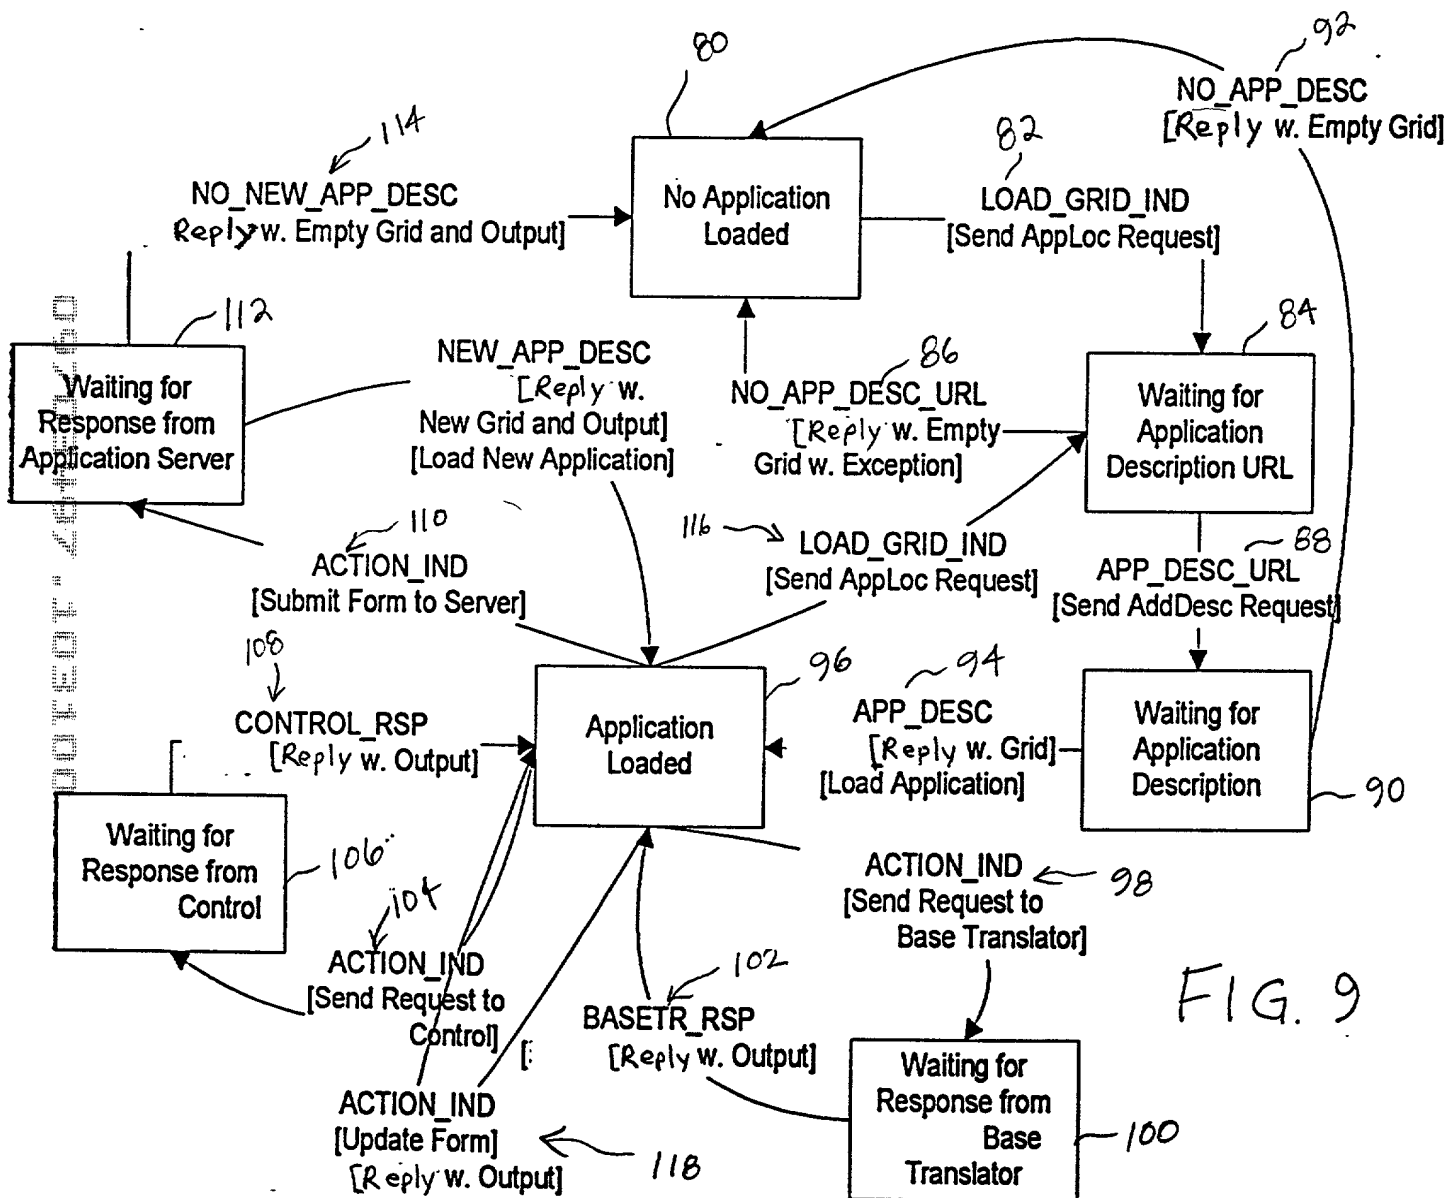 92
NO_APP_DESC
[Reply w. Empty Grid]
80
114
82
NO_NEW_APP_DESC
Reply w. Empty Grid and Output]
No Application
Loaded
LOAD_GRID_IND
[Send AppLoc Request]
112
84
Waiting for
Response from
Application Server
NEW_APP_DESC
[Reply w.
New Grid and Output]
[Load New Application]
86
NO_APP_DESC_URL
[Reply w. Empty
Grid w. Exception]
Waiting for
Application
Description URL
110
ACTION_IND
[Submit Form to Server]
116
LOAD_GRID_IND
[Send AppLoc Request]
88
APP_DESC_URL
[Send AddDesc Request]
108
CONTROL_RSP
[Reply w. Output]
96
Application
Loaded
94
APP_DESC
[Reply w. Grid]
[Load Application]
Waiting for
Application
Description
90
Waiting for
Response from
Control
106
104
ACTION_IND
[Send Request to
Control]
ACTION_IND
[Send Request to
Base Translator]
98
102
BASETR_RSP
[Reply w. Output]
[:
FIG. 9
ACTION_IND
[Update Form]
[Reply w. Output]
118
Waiting for
Response from
Base
Translator
100